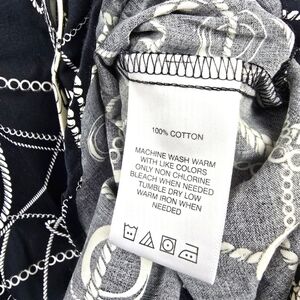 100% COTTON
MACHINE WASH WARM
WITH LIKE COLORS
ONLY NON CHLORINE
BLEACH WHEN NEEDED
TUMBLE DRY LOW
WARM IRON WHEN
NEEDED